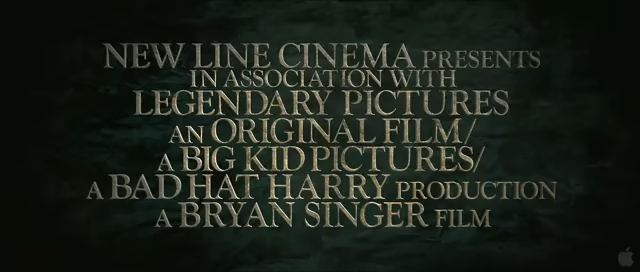 NEW LINE CINEMA PRESENTS
IN ASSOCIATION WITH
LEGENDARY PICTURES
AN ORIGINAL FILM/
A BIG KID PICTURES/
A BAD HAT HARRY PRODUCTION
A BRYAN SINGER FILM